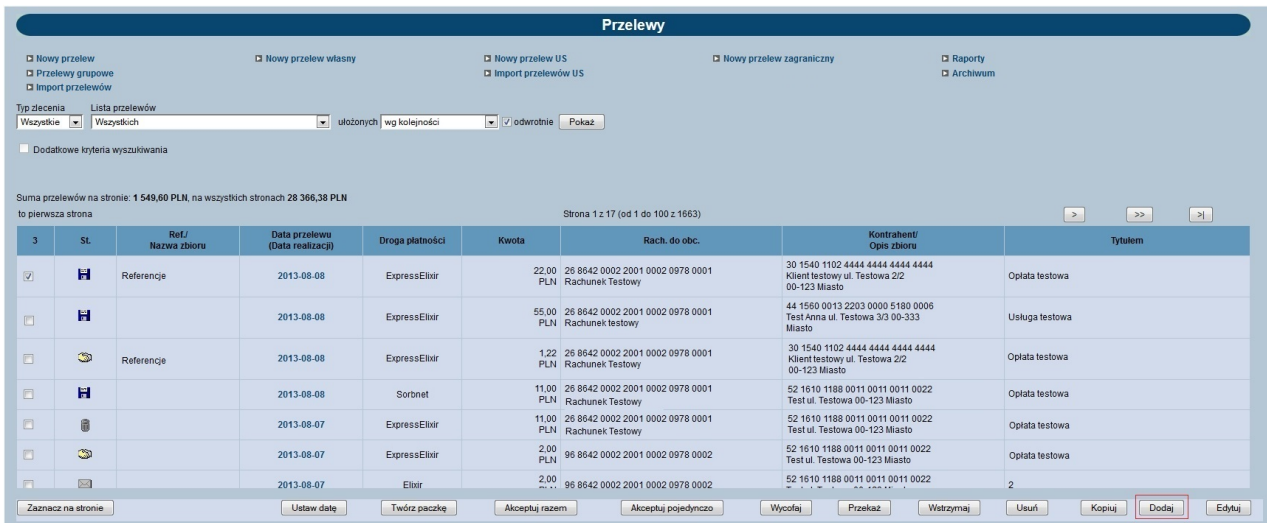 Przelewy
Nowy przelew
Nowy przelew własny
Nowy przelew US
Nowy przelew zagraniczny
Raporty
Przelewy grupowe
Import przelewów US
Archiwum
Import przelewów
Typ zlecenia Lista przelewów
Wszystkie Wszystkich ułożonych wg kolejności odwrotnie Pokaż
Dodatkowe kryteria wyszukiwania
Suma przelewów na stronie: 1 549,60 PLN, na wszystkich stronach 28 366,38 PLN
to pierwsza strona Strona 1 z 17 (od 1 do 100 z 1663) > >> >|
3 St. Ref./ Nazwa zbioru Data przelewu (Data realizacji) Droga płatności Kwota Rach. do obc. Kontrahent/ Opis zbioru Tytułem
30 1540 1102 4444 4444 4444 4444
Referencje 2013-08-08 ExpressElixir 22,00 PLN 26 8642 0002 2001 0002 0978 0001 Rachunek Testowy Klient testowy ul. Testowa 2/2 Opłata testowa
00-123 Miasto
44 1560 0013 2203 0000 5180 0006
2013-08-08 ExpressElixir 55,00 PLN 26 8642 0002 2001 0002 0978 0001 Rachunek testowy Test Anna ul. Testowa 3/3 00-333 Usługa testowa
Miasto
30 1540 1102 4444 4444 4444 4444
Referencje 2013-08-08 ExpressElixir 1,22 PLN 26 8642 0002 2001 0002 0978 0001 Rachunek Testowy Klient testowy ul. Testowa 2/2 Opłata testowa
00-123 Miasto
2013-08-08 Sorbnet 11,00 PLN 26 8642 0002 2001 0002 0978 0001 Rachunek Testowy 52 1610 1188 0011 0011 0011 0022 Test ul. Testowa 00-123 Miasto Opłata testowa
2013-08-07 ExpressElixir 11,00 PLN 26 8642 0002 2001 0002 0978 0001 Rachunek Testowy 52 1610 1188 0011 0011 0011 0022 Test ul. Testowa 00-123 Miasto Opłata testowa
2013-08-07 ExpressElixir 2,00 PLN 96 8642 0002 2001 0002 0978 0002 52 1610 1188 0011 0011 0011 0022 Test ul. Testowa 00-123 Miasto Opłata testowa
2013-08-07 Elixir 2,00 96 8642 0002 2001 0002 0978 0002 52 1610 1188 0011 0011 0011 0022 2
Zaznacz na stronie Ustaw datę Twórz paczkę Akceptuj razem Akceptuj pojedynczo Wycofaj Przekaż Wstrzymaj Usuń Kopiuj Dodaj Edytuj